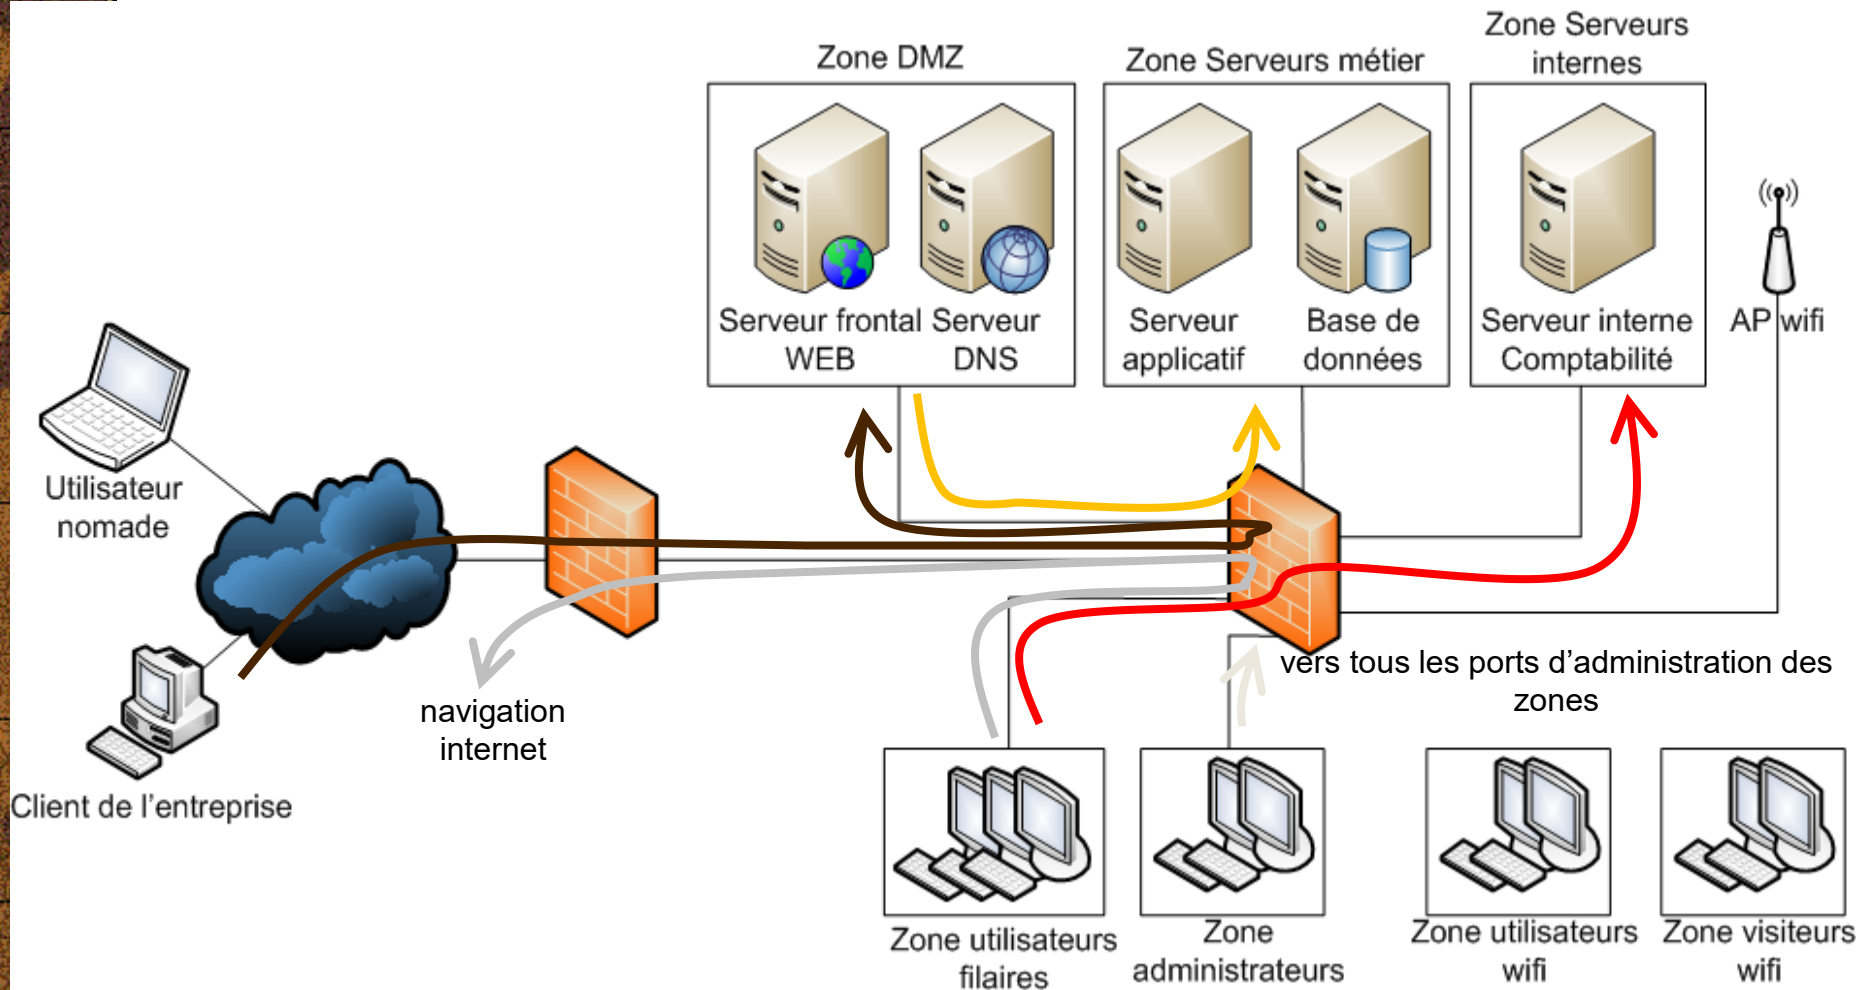 Zone DMZ
Zone Serveurs métier
Zone Serveurs
internes
Serveur frontal
WEB
Serveur
DNS
Serveur
applicatif
Base de
données
Serveur interne
Comptabilité
AP wifi
Utilisateur
nomade
vers tous les ports d’administration des
zones
navigation
internet
Client de l’entreprise
Zone utilisateurs
filaires
Zone
administrateurs
Zone utilisateurs
wifi
Zone visiteurs
wifi